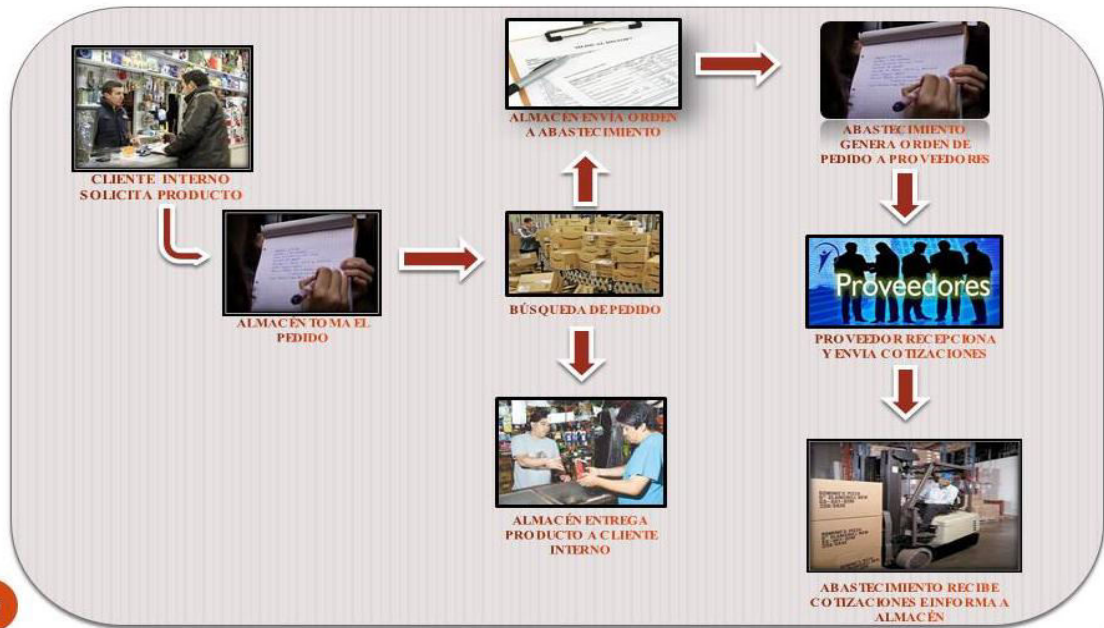 CLIENTE INTERNO
SOLICITA PRODUCTO
ALMACÉN TOMA EL
PEDIDO
BÚSQUEDA DE PEDIDO
ALMACÉN ENVÍA ORDEN
A ABASTECIMIENTO
ALMACÉN ENTREGA
PRODUCTO A CLIENTE
INTERNO
ABASTECIMIENTO
GENERA ORDEN DE
PEDIDO A PROVEEDORES
Proveedores
PROVEEDOR RECEPCIONA
Y ENVIA COTIZACIONES
ABASTECIMIENTO RECIBE
COTIZACIONES E INFORMA A
ALMACÉN